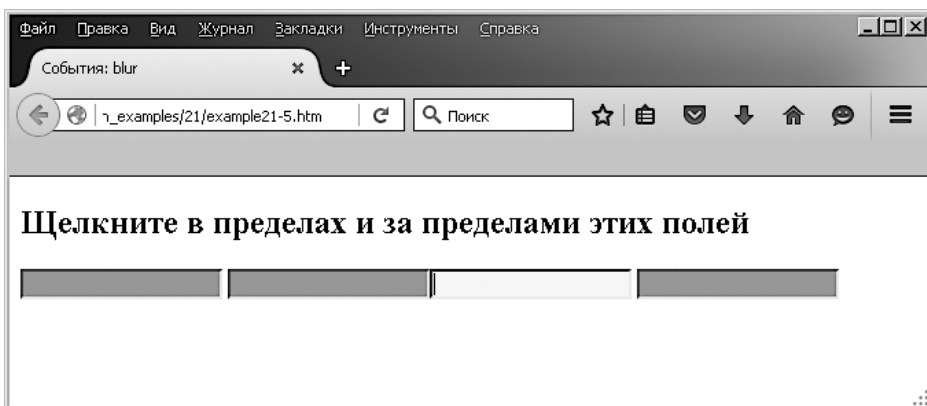 Файл Правка Вид Журнал Закладки Инструменты Справка
События: blur
n_examples/21/example21-5.htm
Поиск
Щелкните в пределах и за пределами этих полей